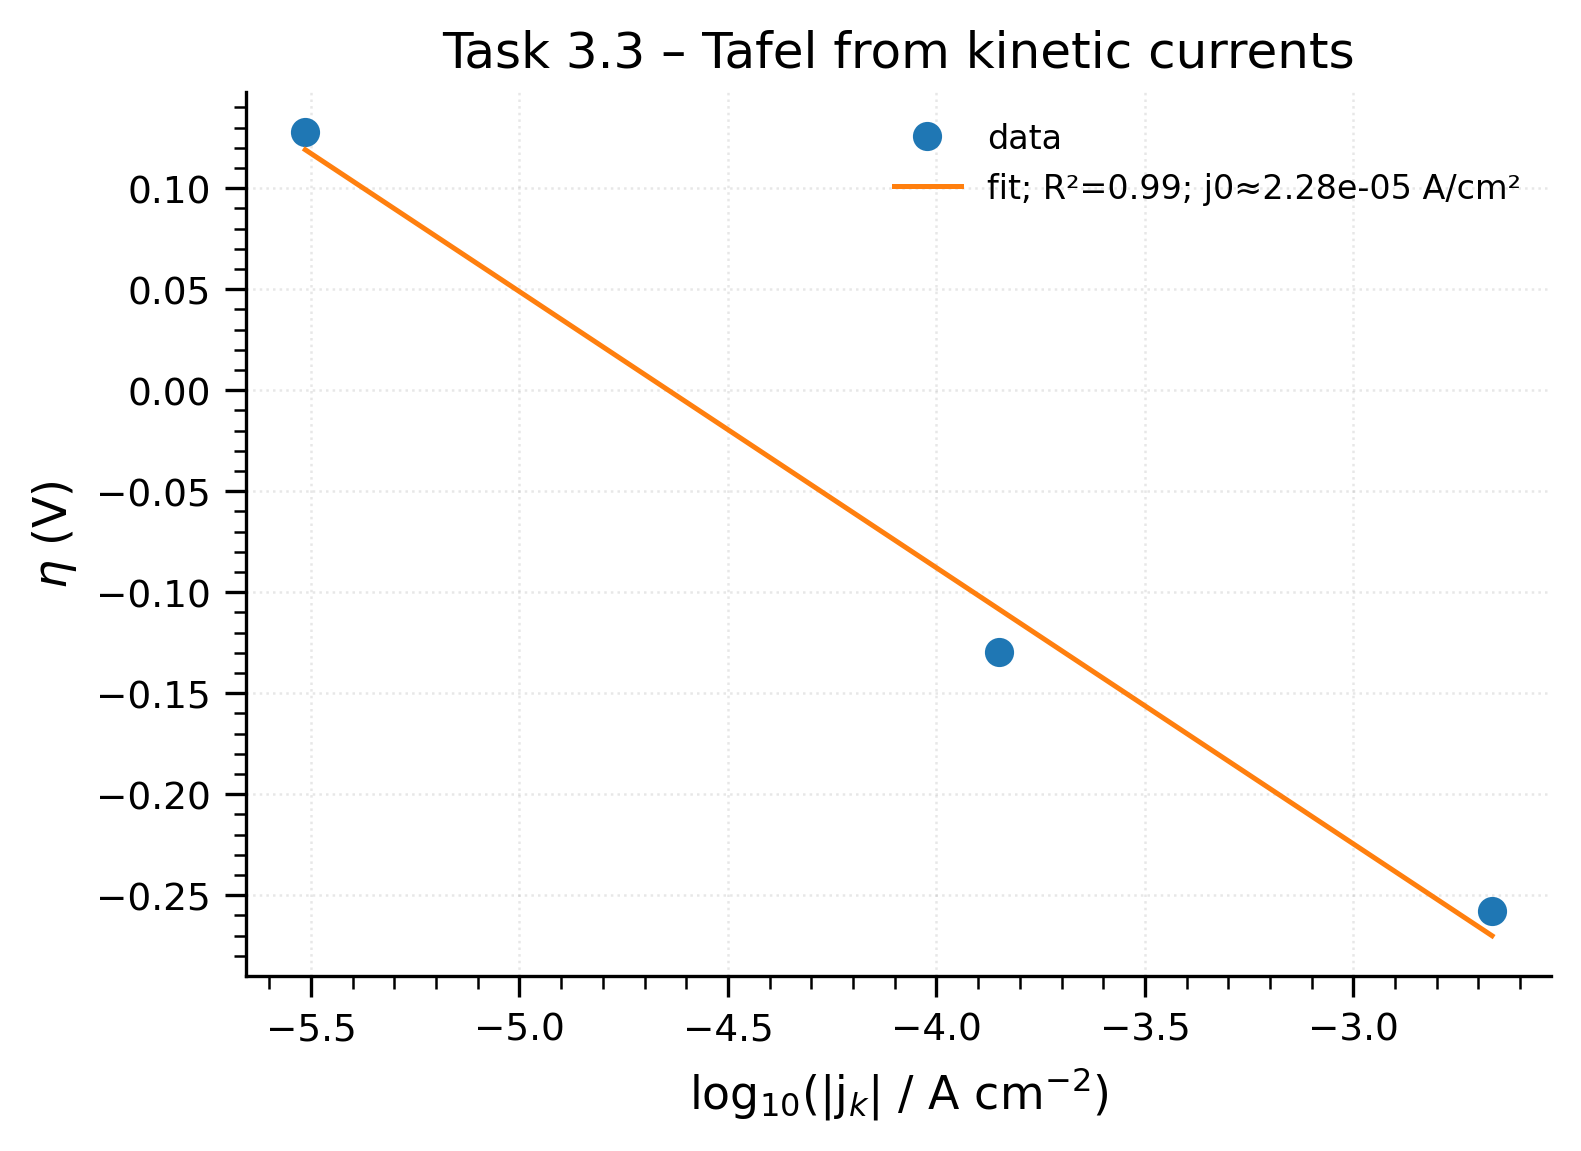 Task 3.3 – Tafel from kinetic currents
data
fit; R²=0.99; j0≈2.28e-05 A/cm²
η (V)
0.10
0.05
0.00
−0.05
−0.10
−0.15
−0.20
−0.25
−5.5 −5.0 −4.5 −4.0 −3.5 −3.0
log₁₀(|jₖ| / A cm⁻²)